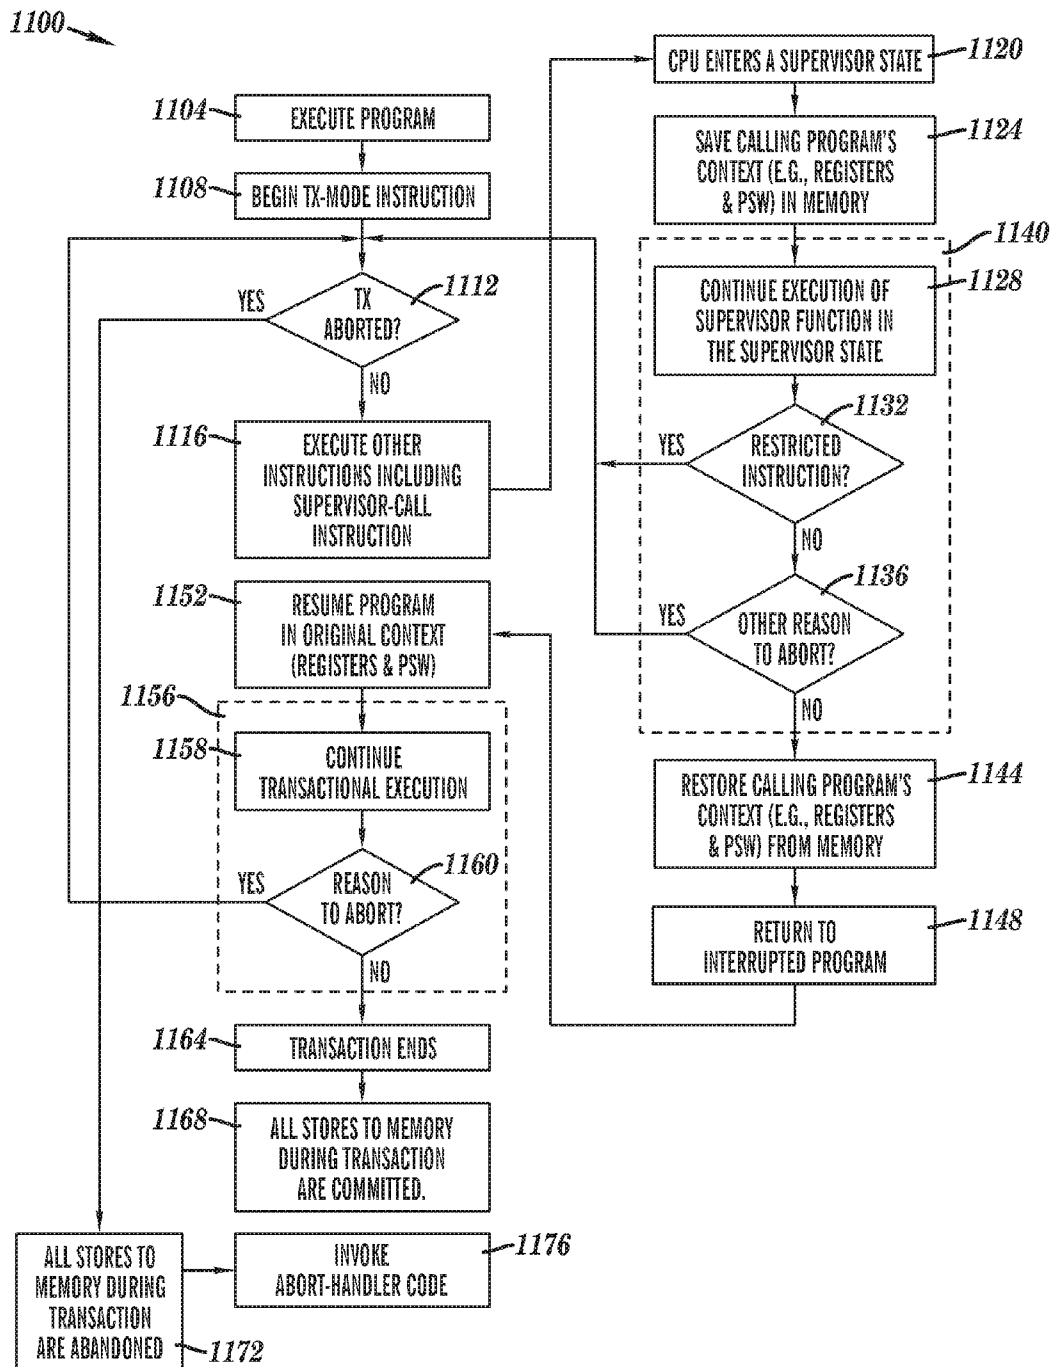 1100
1104
EXECUTE PROGRAM
1108
BEGIN TX-MODE INSTRUCTION
YES
TX
ABORTED?
1112
NO
1116
EXECUTE OTHER
INSTRUCTIONS INCLUDING
SUPERVISOR-CALL
INSTRUCTION
CPU ENTERS A SUPERVISOR STATE
1120
SAVE CALLING PROGRAM'S
CONTEXT (E.G., REGISTERS
& PSW) IN MEMORY
1124
1140
CONTINUE EXECUTION OF
SUPERVISOR FUNCTION IN
THE SUPERVISOR STATE
1128
YES
RESTRICTED
INSTRUCTION?
1132
NO
YES
OTHER REASON
TO ABORT?
1136
NO
RESTORE CALLING PROGRAM'S
CONTEXT (E.G., REGISTERS
& PSW) FROM MEMORY
1144
RETURN TO
INTERRUPTED PROGRAM
1148
1152
RESUME PROGRAM
IN ORIGINAL CONTEXT
(REGISTERS & PSW)
1156
1158
CONTINUE
TRANSACTIONAL EXECUTION
YES
REASON
TO ABORT?
1160
NO
1164
TRANSACTION ENDS
1168
ALL STORES TO MEMORY
DURING TRANSACTION
ARE COMMITTED.
ALL STORES TO
MEMORY DURING
TRANSACTION
ARE ABANDONED
1172
INVOKE
ABORT-HANDLER CODE
1176